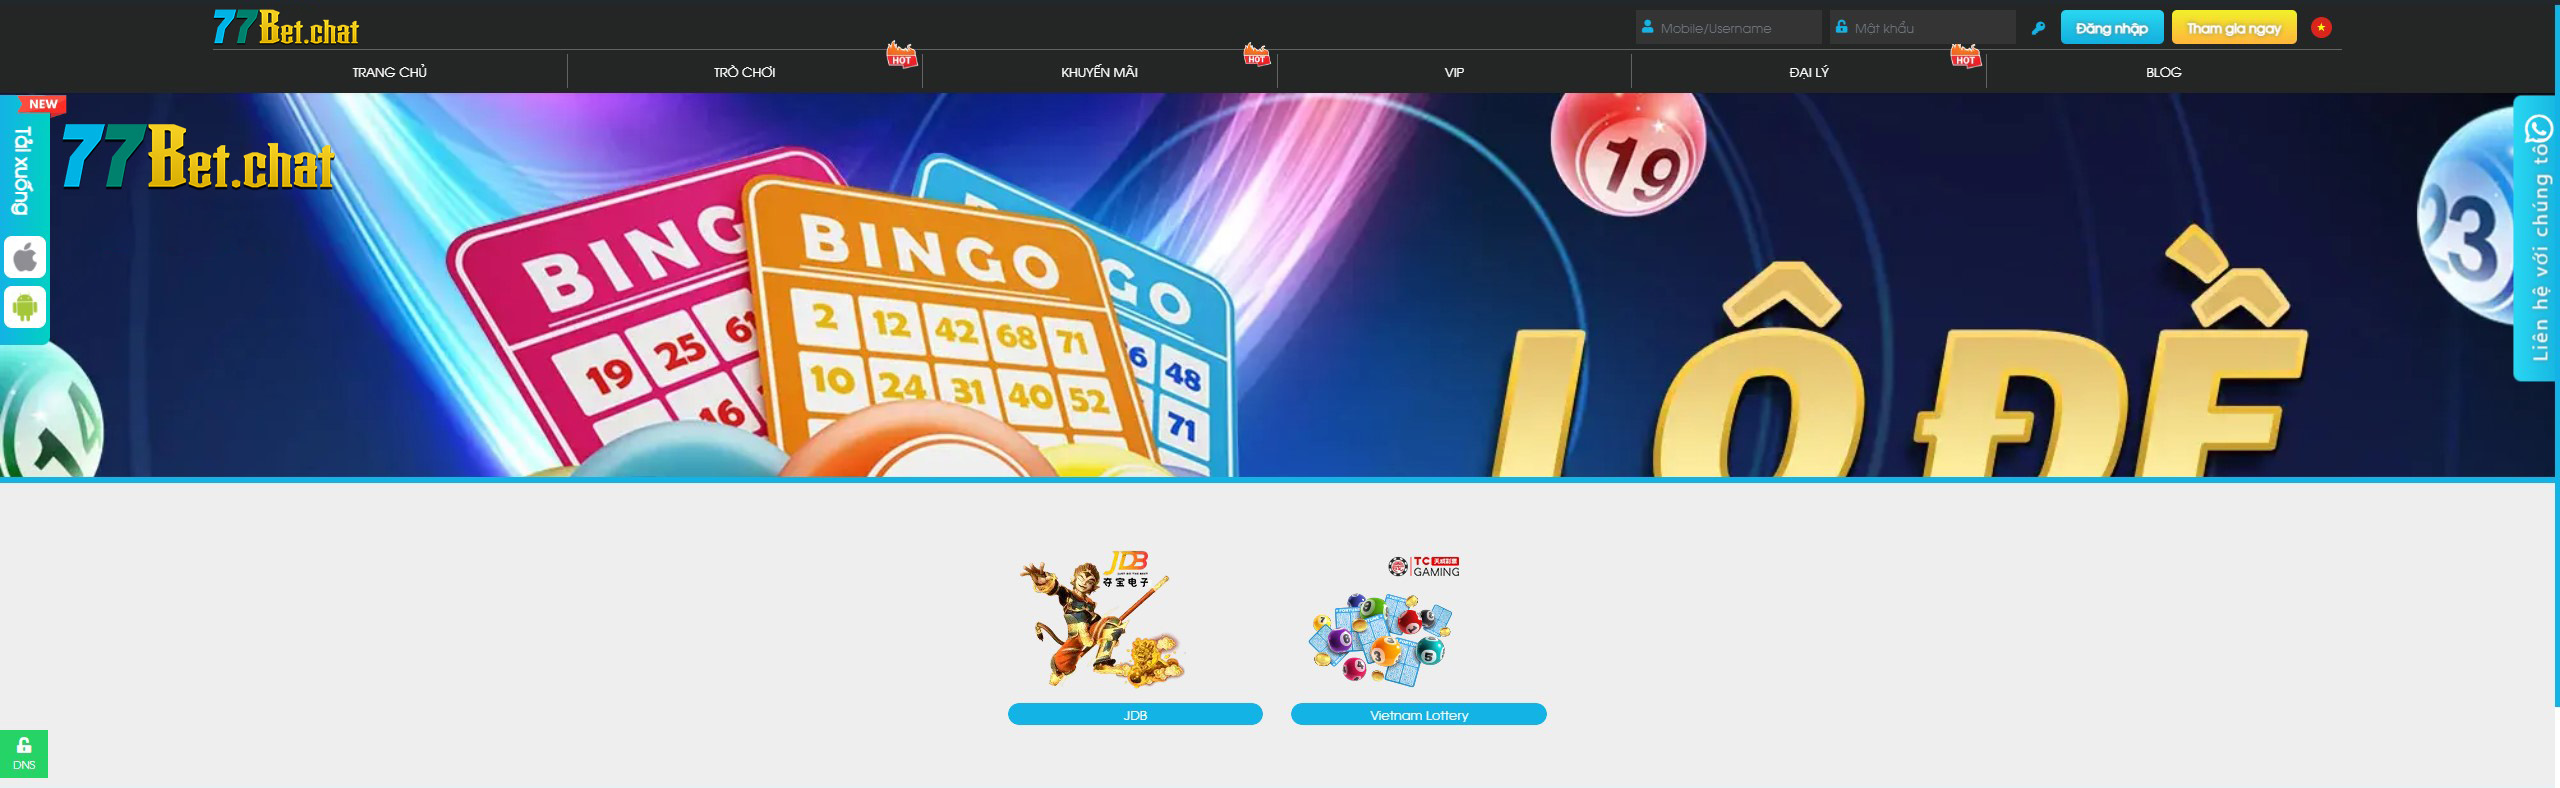 77Bet.chat
Mobile/Username
Mật khẩu
Đăng nhập
Tham gia ngay
TRANG CHỦ
TRÒ CHƠI
HOT
KHUYẾN MÃI
HOT
VIP
ĐẠI LÝ
HOT
BLOG
NEW
Tải xuống
77Bet.chat
BINGO
19 25 61
16
BINGO
2 12 42 68 71
10 24 31 40 52
48
71
19
23
LÔ ĐỀ
Liên hệ với chúng tôi
JDB
夺宝电子
TC
GAMING
JDB
Vietnam Lottery
DNS